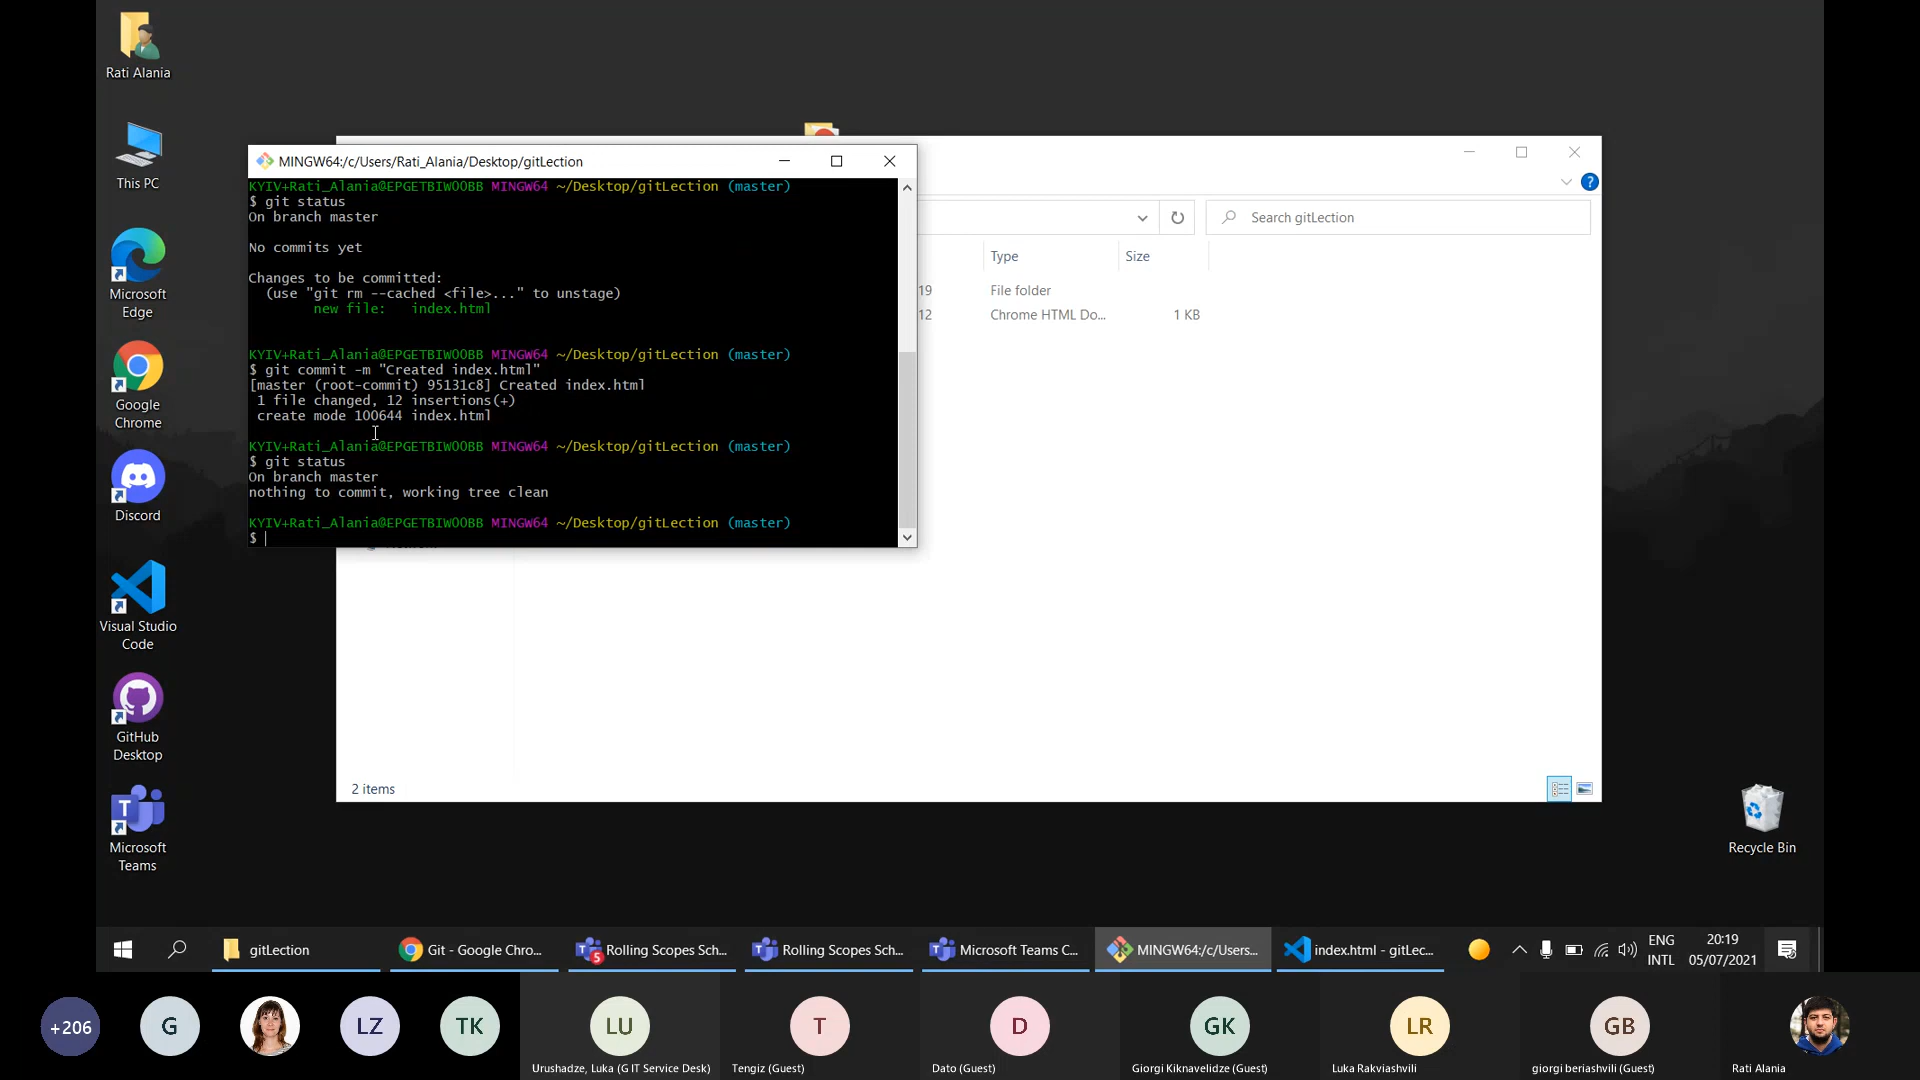 Rati Alania
This PC
Microsoft
Edge
Google
Chrome
Discord
Visual Studio
Code
GitHub
Desktop
Microsoft
Teams
MINGW64:/c/Users/Rati_Alania/Desktop/gitLection
KYIV+Rati_Alania@EPGETBIW00BB MINGW64 ~/Desktop/gitLection (master)
$ git status
On branch master
No commits yet
Changes to be committed:
(use "git rm --cached <file>..." to unstage)
new file: index.html
KYIV+Rati_Alania@EPGETBIW00BB MINGW64 ~/Desktop/gitLection (master)
$ git commit -m "Created index.html"
[master (root-commit) 95131c8] Created index.html
1 file changed, 12 insertions(+)
create mode 100644 index.html
KYIV+Rati_Alania@EPGETBIW00BB MINGW64 ~/Desktop/gitLection (master)
$ git status
On branch master
nothing to commit, working tree clean
KYIV+Rati_Alania@EPGETBIW00BB MINGW64 ~/Desktop/gitLection (master)
$
?
Search gitLection
Type Size
19 File folder
12 Chrome HTML Do... 1 KB
2 items
Recycle Bin
gitLection
Git - Google Chro...
T 5 Rolling Scopes Sch...
T Rolling Scopes Sch...
T Microsoft Teams C...
MINGW64:/c/Users...
index.html - gitLec...
ENG
INTL
20:19
05/07/2021
+206
G
LZ
TK
LU
T
D
GK
LR
GB
Urushadze, Luka (G IT Service Desk)
Tengiz (Guest)
Dato (Guest)
Giorgi Kiknavelidze (Guest)
Luka Rakviashvili
giorgi beriashvili (Guest)
Rati Alania